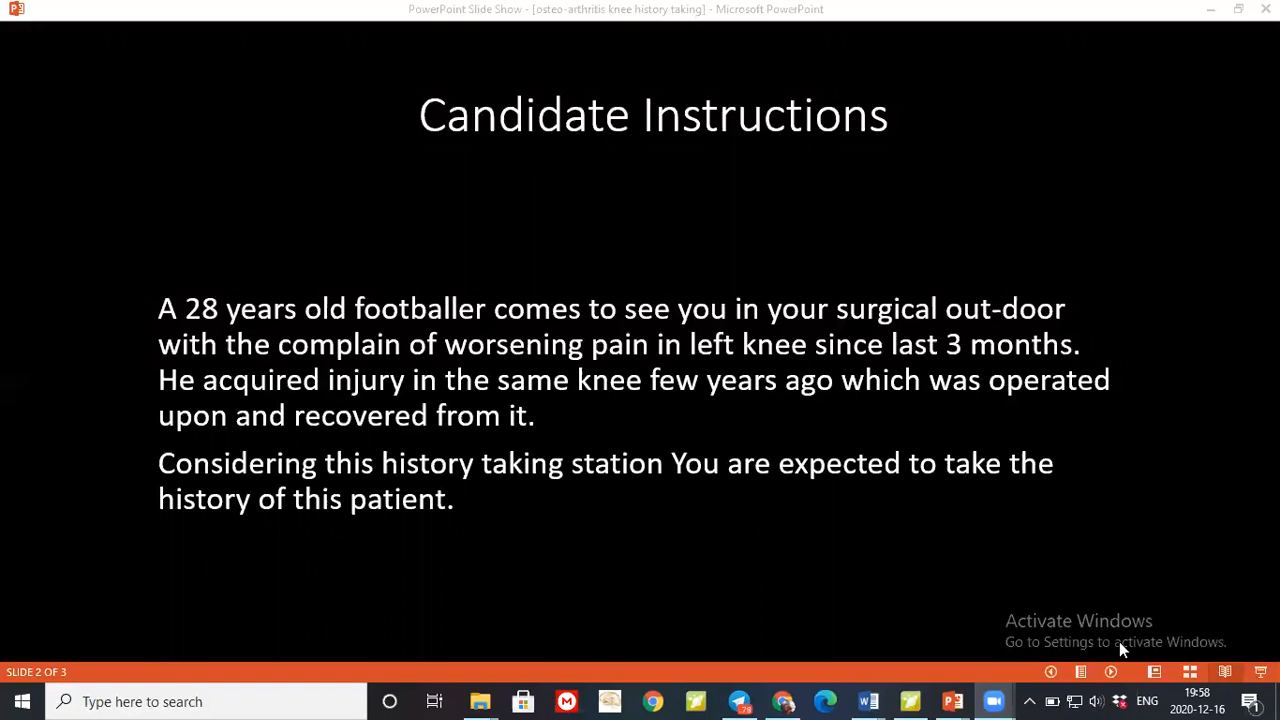 PowerPoint Slide Show - [osteo-arthritis knee history taking] - Microsoft PowerPoint
Candidate Instructions
A 28 years old footballer comes to see you in your surgical out-door
with the complain of worsening pain in left knee since last 3 months.
He acquired injury in the same knee few years ago which was operated
upon and recovered from it.
Considering this history taking station You are expected to take the
history of this patient.
Activate Windows
Go to Settings to activate Windows.
SLIDE 2 OF 3
Type here to search
ENG
19:58
2020-12-16